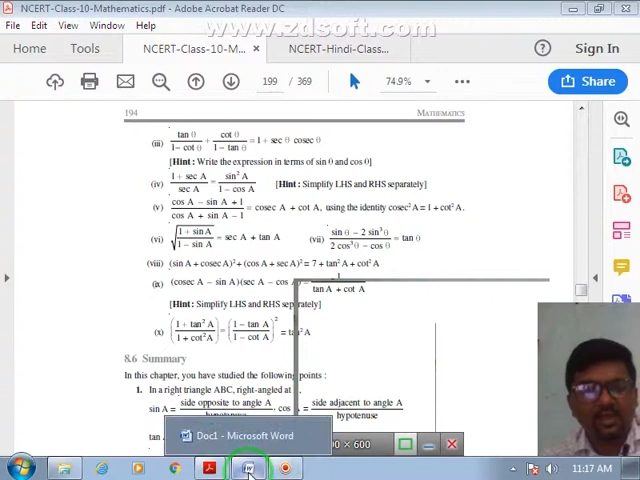 NCERT-Class-10-Mathematics.pdf - Adobe Acrobat Reader DC
www.zdsoft.com
File Edit View Window Help
Home Tools NCERT-Class-10-M... × NCERT-Hindi-Class... Sign In
199 / 369 74.9% Share
194 MATHEMATICS
(iii) tan θ / (1 – cot θ) + cot θ / (1 – tan θ) = 1 + sec θ cosec θ
[Hint : Write the expression in terms of sin θ and cos θ]
(iv) (1 + sec A) / sec A = sin² A / (1 – cos A) [Hint : Simplify LHS and RHS separately]
(v) (cos A – sin A + 1) / (cos A + sin A – 1) = cosec A + cot A, using the identity cosec² A = 1 + cot² A.
(vi) √((1 + sin A) / (1 – sin A)) = sec A + tan A (vii) (sin θ – 2 sin³ θ) / (2 cos³ θ – cos θ) = tan θ
(viii) (sin A + cosec A)² + (cos A + sec A)² = 7 + tan² A + cot² A
(ix) (cosec A – sin A)(sec A – cos A) = 1 / (tan A + cot A)
[Hint : Simplify LHS and RHS separately]
(x) ((1 + tan² A) / (1 + cot² A)) = ((1 – tan A) / (1 – cot A))² = tan² A
8.6 Summary
In this chapter, you have studied the following points :
1. In a right triangle ABC, right-angled at
sin A = side opposite to angle A / hypotenuse, cos A = side adjacent to angle A / hypotenuse
tan
Doc1 - Microsoft Word
00 × 600
11:17 AM